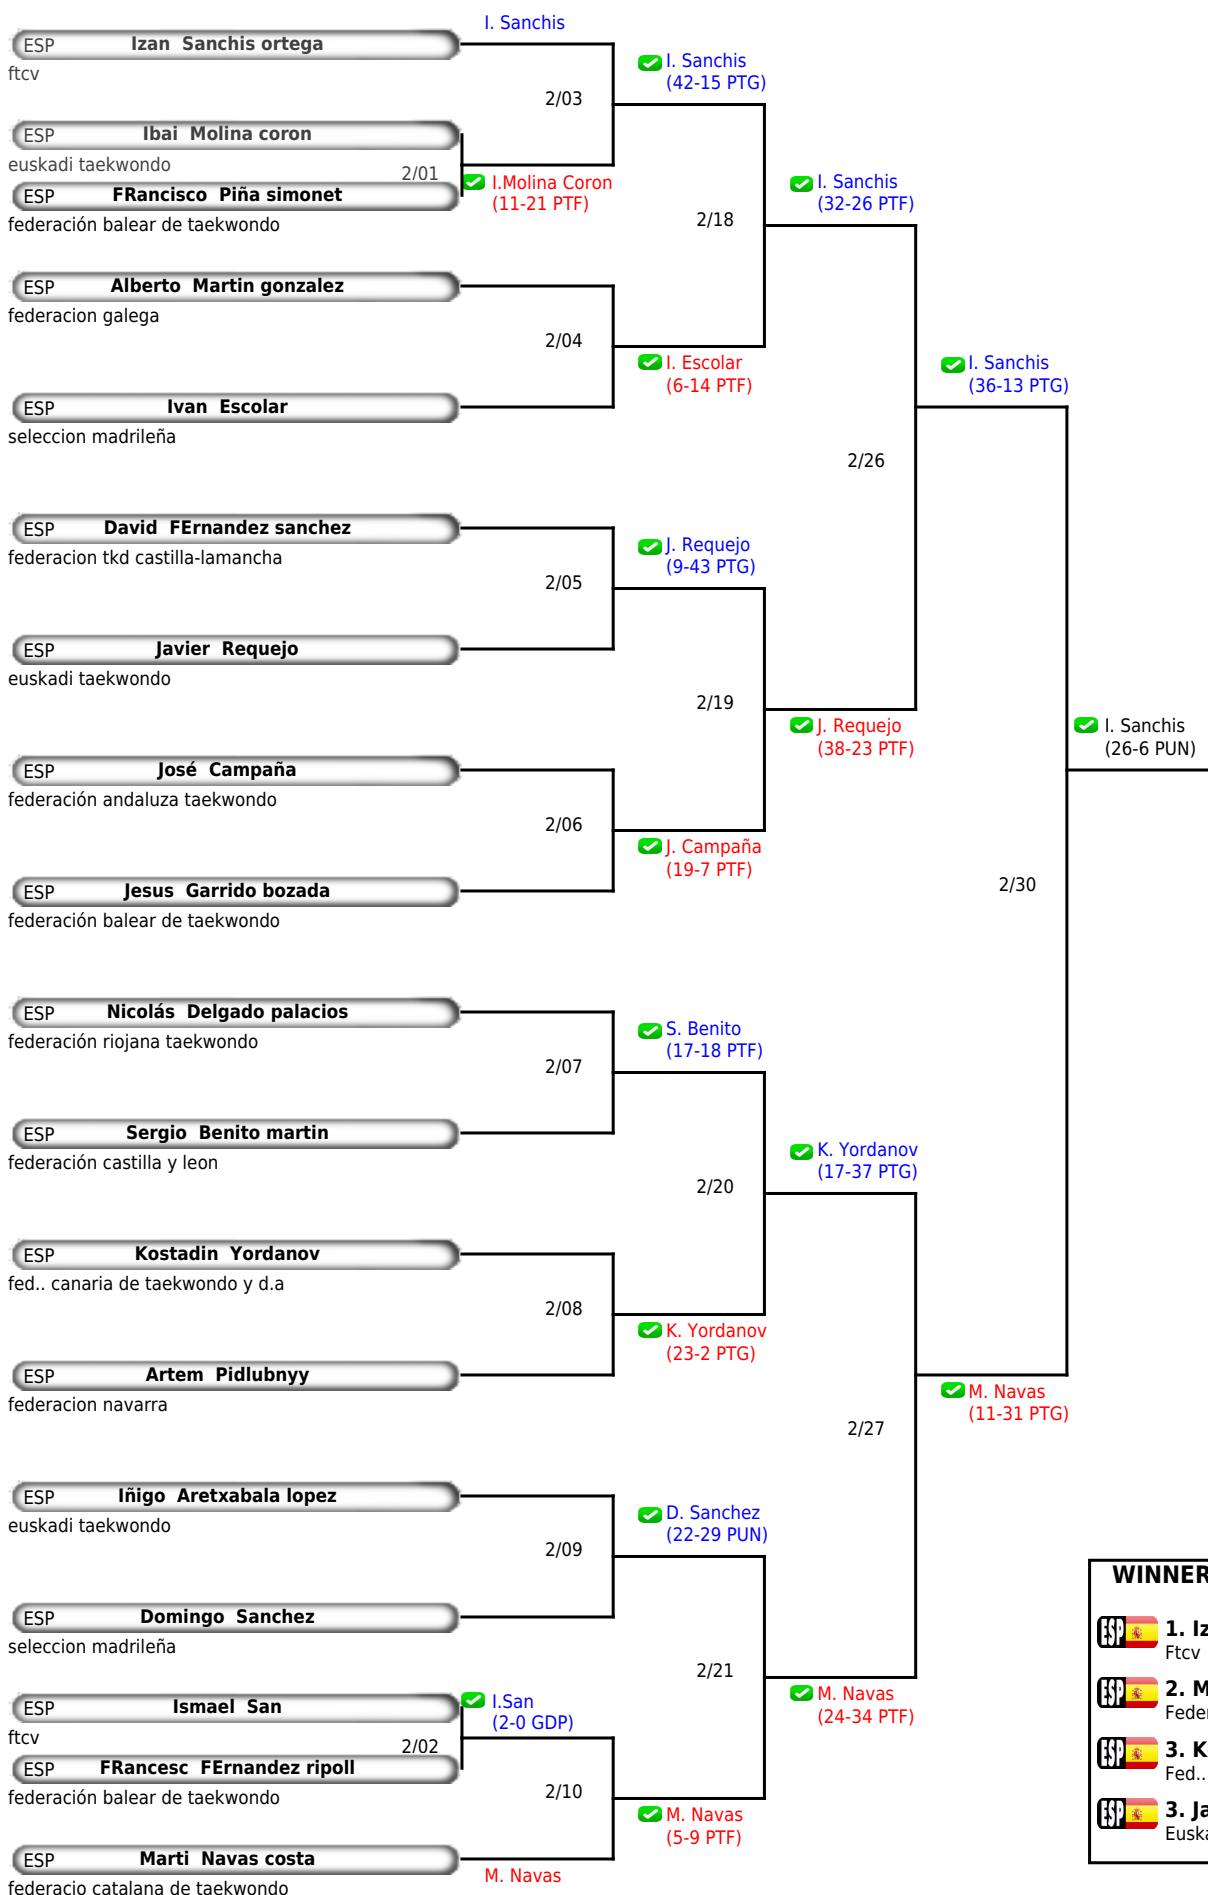 I. Sanchis
ESP Izan Sanchis ortega
ftcv
I. Sanchis
(42-15 PTG)
2/03
ESP Ibai Molina coron
euskadi taekwondo
2/01
I.Molina Coron
(11-21 PTF)
ESP FRancisco Piña simonet
federación balear de taekwondo
I. Sanchis
(32-26 PTF)
2/18
ESP Alberto Martin gonzalez
federacion galega
2/04
I. Escolar
(6-14 PTF)
I. Sanchis
(36-13 PTG)
ESP Ivan Escolar
seleccion madrileña
2/26
ESP David FErnandez sanchez
federacion tkd castilla-lamancha
J. Requejo
(9-43 PTG)
2/05
ESP Javier Requejo
euskadi taekwondo
2/19
J. Requejo
(38-23 PTF)
I. Sanchis
(26-6 PUN)
ESP José Campaña
federación andaluza taekwondo
2/06
J. Campaña
(19-7 PTF)
2/30
ESP Jesus Garrido bozada
federación balear de taekwondo
ESP Nicolás Delgado palacios
federación riojana taekwondo
S. Benito
(17-18 PTF)
2/07
ESP Sergio Benito martin
federación castilla y leon
K. Yordanov
(17-37 PTG)
2/20
ESP Kostadin Yordanov
fed.. canaria de taekwondo y d.a
2/08
K. Yordanov
(23-2 PTG)
ESP Artem Pidlubnyy
federacion navarra
M. Navas
(11-31 PTG)
2/27
ESP Iñigo Aretxabala lopez
euskadi taekwondo
D. Sanchez
(22-29 PUN)
2/09
ESP Domingo Sanchez
seleccion madrileña
2/21
M. Navas
(24-34 PTF)
ESP Ismael San
ftcv
I.San
(2-0 GDP)
2/02
ESP FRancesc FErnandez ripoll
federación balear de taekwondo
2/10
M. Navas
(5-9 PTF)
ESP Marti Navas costa
federacio catalana de taekwondo
M. Navas
WINNER
ESP 1. Iz
Ftcv
ESP 2. M
Feder
ESP 3. K
Fed..
ESP 3. Ja
Euska